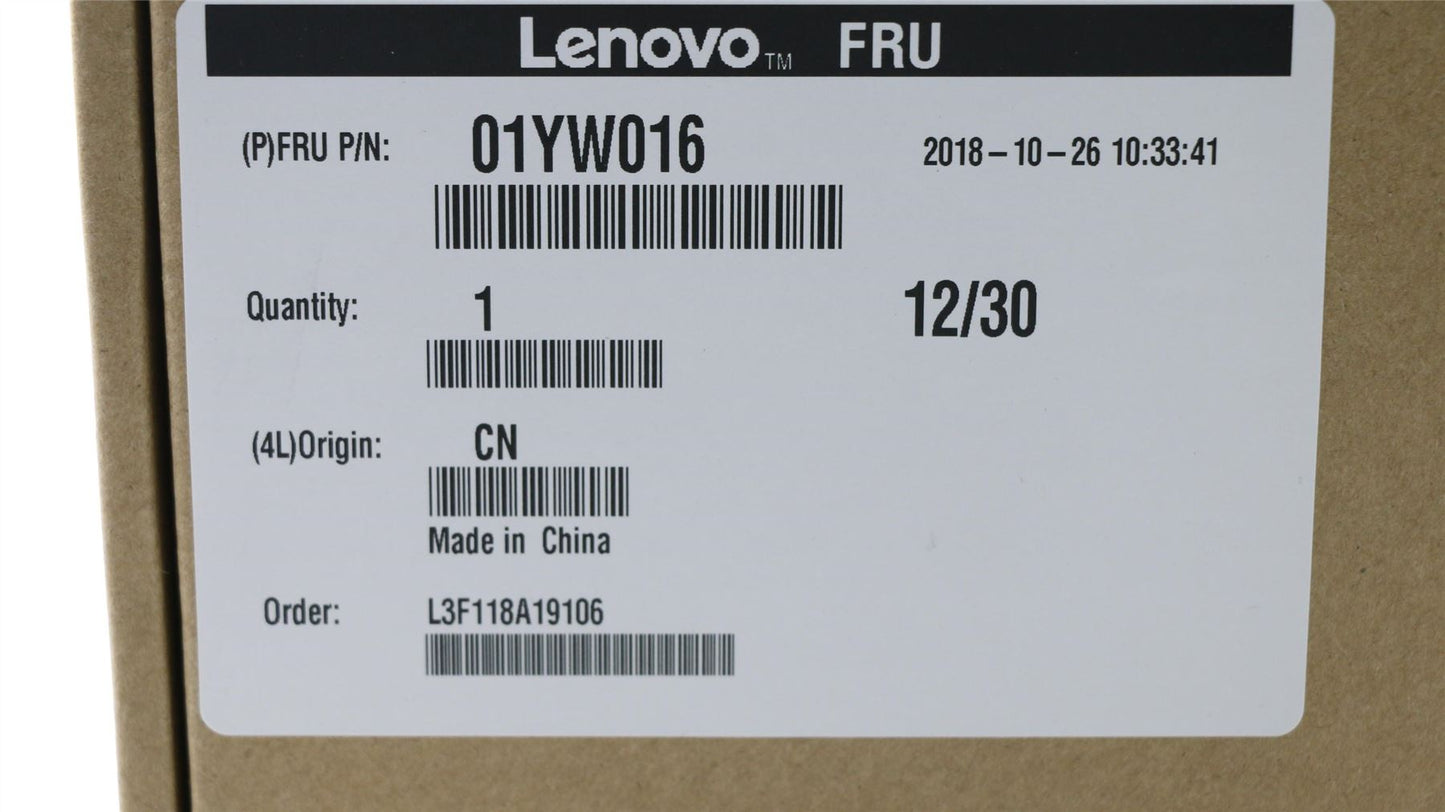 Lenovo™ FRU
(P)FRU P/N: 01YW016 2018-10-26 10:33:41
Quantity: 1 12/30
(4L)Origin: CN
Made in China
Order: L3F118A19106